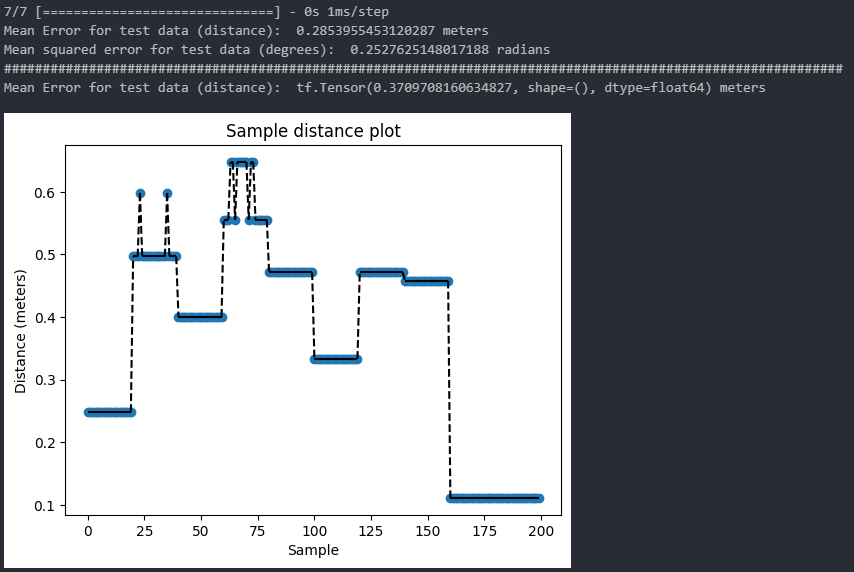 7/7 [==============================] - 0s 1ms/step
Mean Error for test data (distance):  0.2853955453120287 meters
Mean squared error for test data (degrees):  0.2527625148017188 radians
#############################################################################################################
Mean Error for test data (distance):  tf.Tensor(0.3709708160634827, shape=(), dtype=float64) meters
Sample distance plot
0.6
0.5
0.4
0.3
0.2
0.1
Distance (meters)
0 25 50 75 100 125 150 175 200
Sample